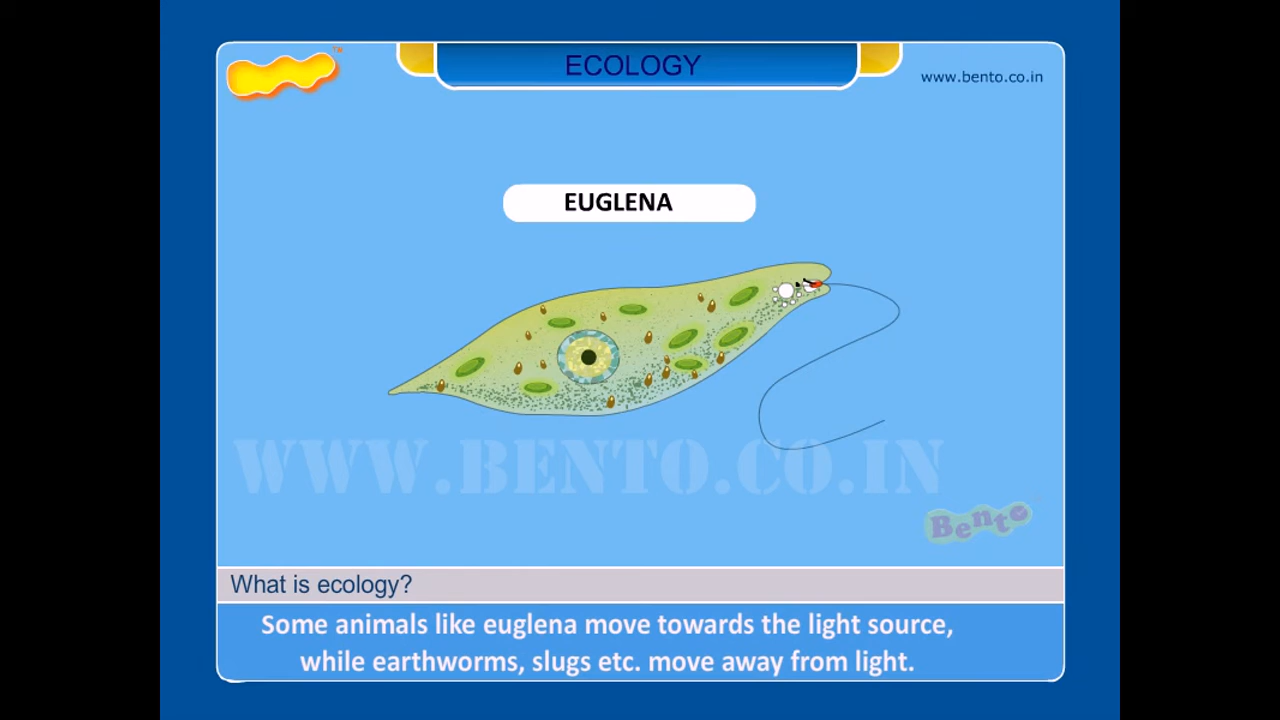 ECOLOGY
www.bento.co.in
TM
EUGLENA
WWW.BENTO.CO.IN
Bento
What is ecology?
Some animals like euglena move towards the light source,
while earthworms, slugs etc. move away from light.